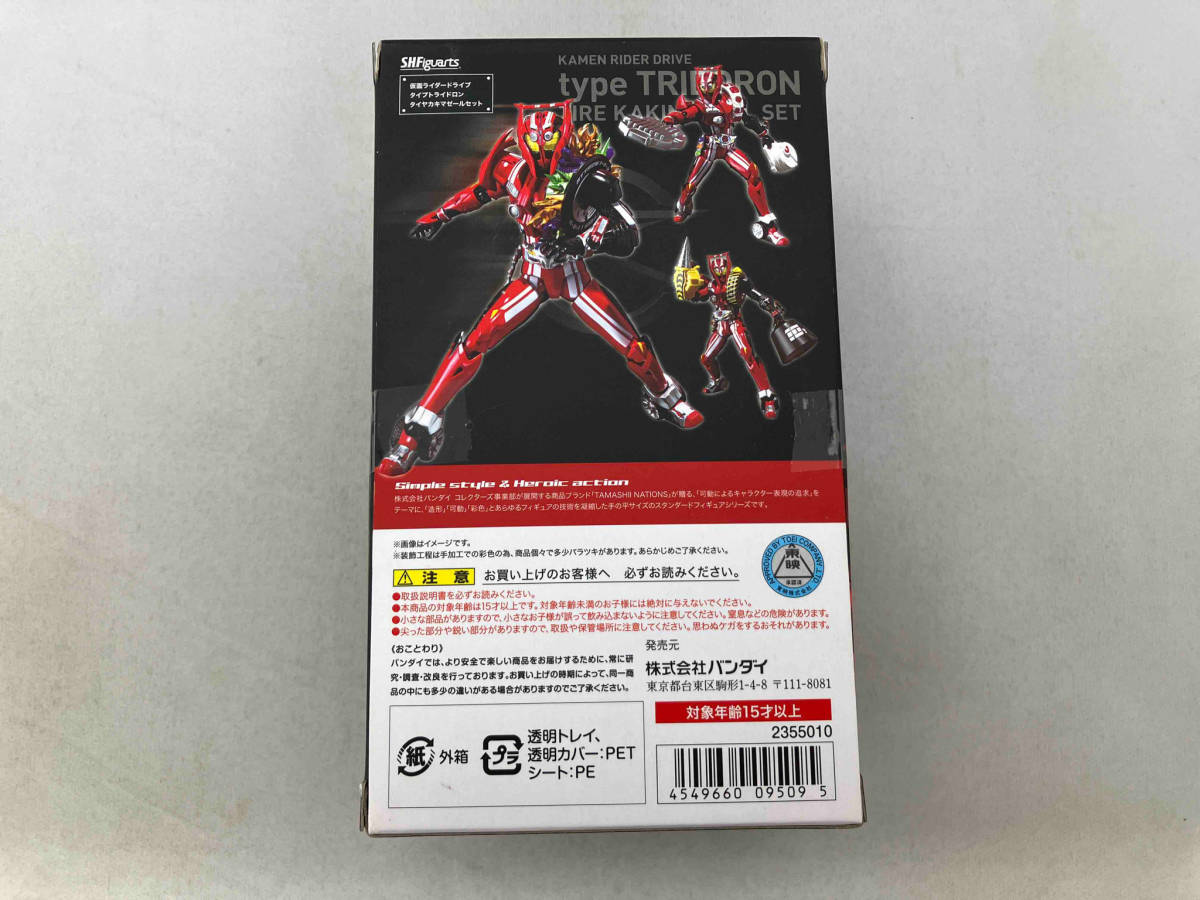 S.H.Figuarts
仮面ライダードライブ
タイプトライドロン
タイヤカキマゼールセット
KAMEN RIDER DRIVE
type TRIDORON
SET
Simple style & Heroic action
株式会社バンダイ コレクターズ事業部が展開する商品ブランド「TAMASHII NATIONS」が贈る、「可動によるキャラクター表現の追求」を
テーマに、「造形」「可動」「彩色」とあらゆるフィギュアの技術を凝縮した手の平サイズのスタンダードフィギュアシリーズです。
※画像はイメージです。
※装飾工程は手加工での彩色の為、商品個々で多少バラツキがあります。あらかじめご了承ください。
注意 お買い上げのお客様へ 必ずお読みください。
●取扱説明書を必ずお読みください。
●本商品の対象年齢は15才以上です。対象年齢未満のお子様には絶対に与えないでください。
●小さな部品がありますので、小さなお子様が誤って飲み込まないように注意してください。窒息などの危険があります。
●尖った部分や鋭い部分がありますので、取扱や保管場所に注意してください。思わぬケガをするおそれがあります。
APPROVED BY TOEI COMPANY, LTD.
東映
承認済
東映株式会社
〈おことわり〉
バンダイでは、より安全で楽しい商品をお届けするために、常に研
究・調査・改良を行っております。お買い上げの時期によって、同一商
品の中にも多少の違いがある場合がありますのでご了承ください。
発売元
株式会社バンダイ
東京都台東区駒形1-4-8 〒111-8081
対象年齢15才以上
2355010
紙 外箱
プラ 透明トレイ、
透明カバー:PET
シート:PE
4549660 095095